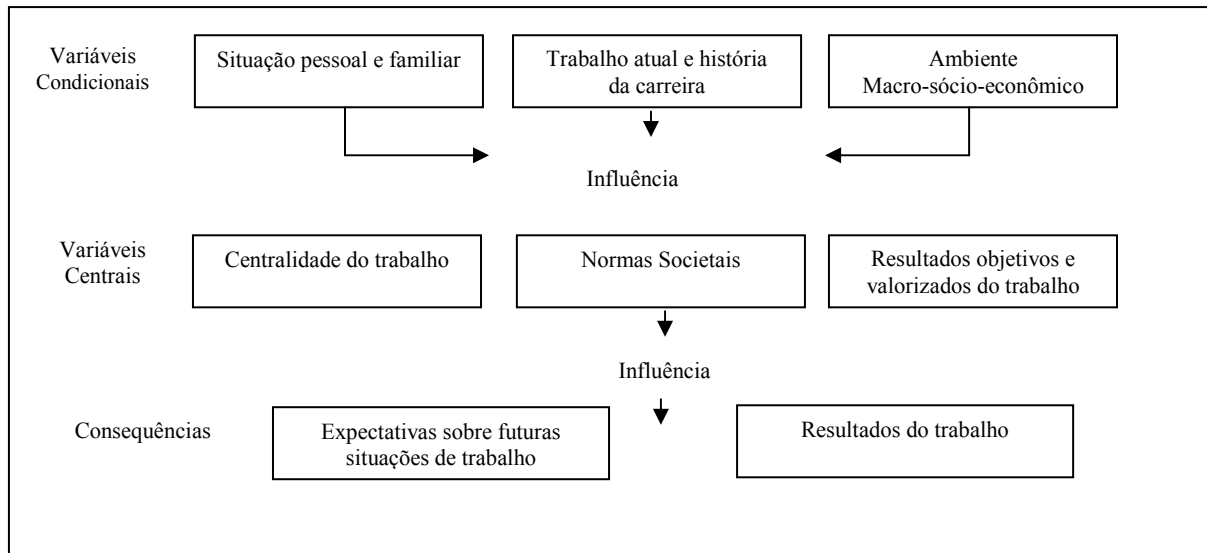 Variáveis
Condicionais
Situação pessoal e familiar
Trabalho atual e história
da carreira
Ambiente
Macro-sócio-econômico
Influência
Variáveis
Centrais
Centralidade do trabalho
Normas Societais
Resultados objetivos e
valorizados do trabalho
Influência
Consequências
Expectativas sobre futuras
situações de trabalho
Resultados do trabalho